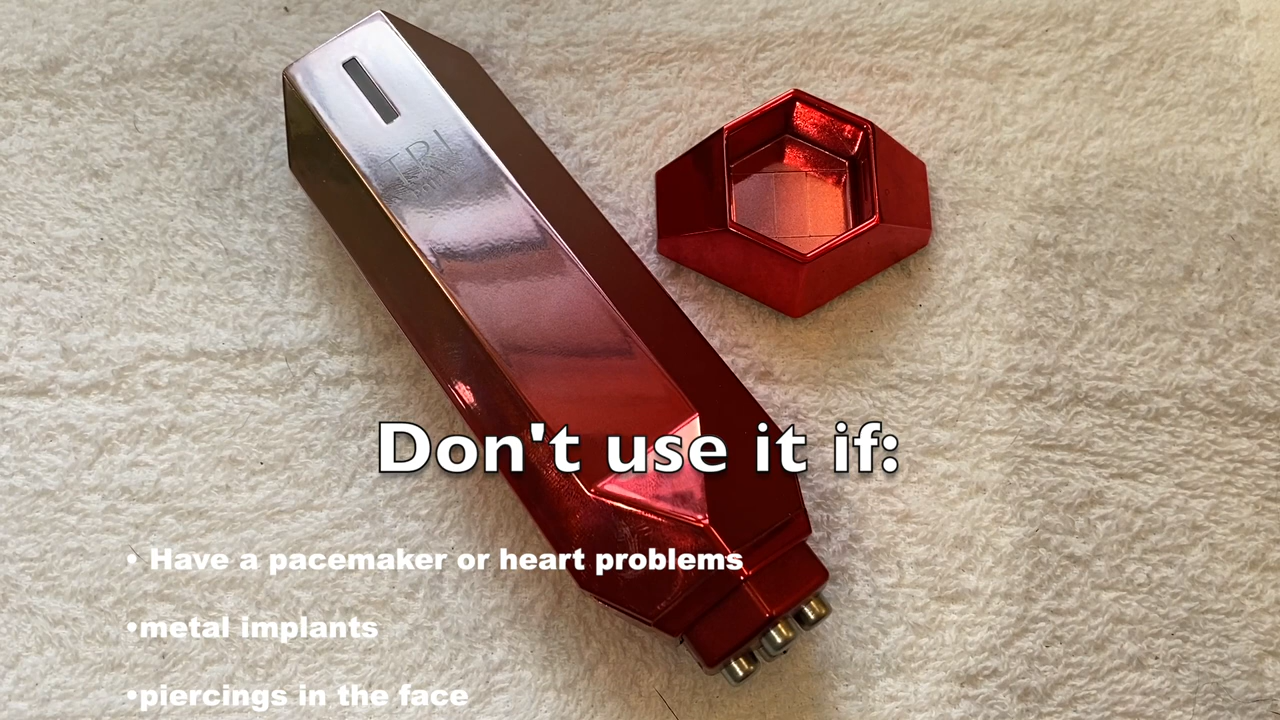 TRI
Don't use it if:
• Have a pacemaker or heart problems
•metal implants
•piercings in the face